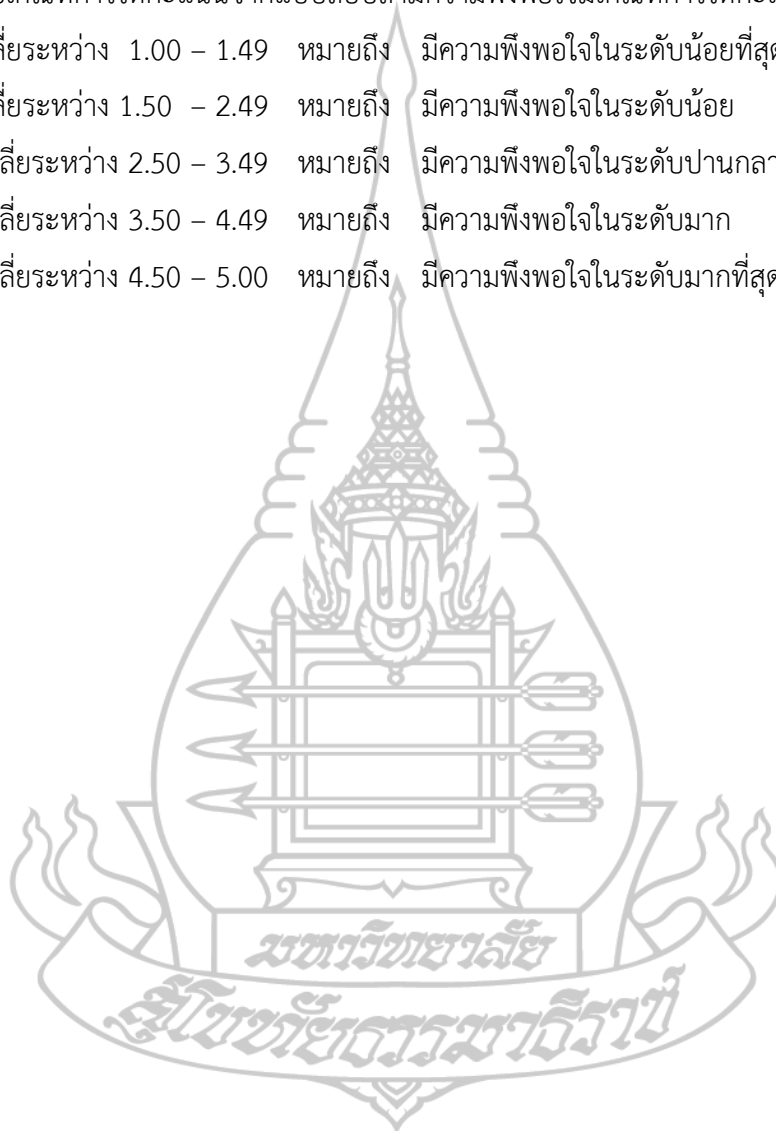 ลี่ยระหว่าง 1.00 – 1.49 หมายถึง มีความพึงพอใจในระดับน้อยที่สุด
ลี่ยระหว่าง 1.50 – 2.49 หมายถึง มีความพึงพอใจในระดับน้อย
ลี่ยระหว่าง 2.50 – 3.49 หมายถึง มีความพึงพอใจในระดับปานกลา
ลี่ยระหว่าง 3.50 – 4.49 หมายถึง มีความพึงพอใจในระดับมาก
ลี่ยระหว่าง 4.50 – 5.00 หมายถึง มีความพึงพอใจในระดับมากที่สุด
มหาวิทยาลัย
สุโขทัยธรรมาธิราช